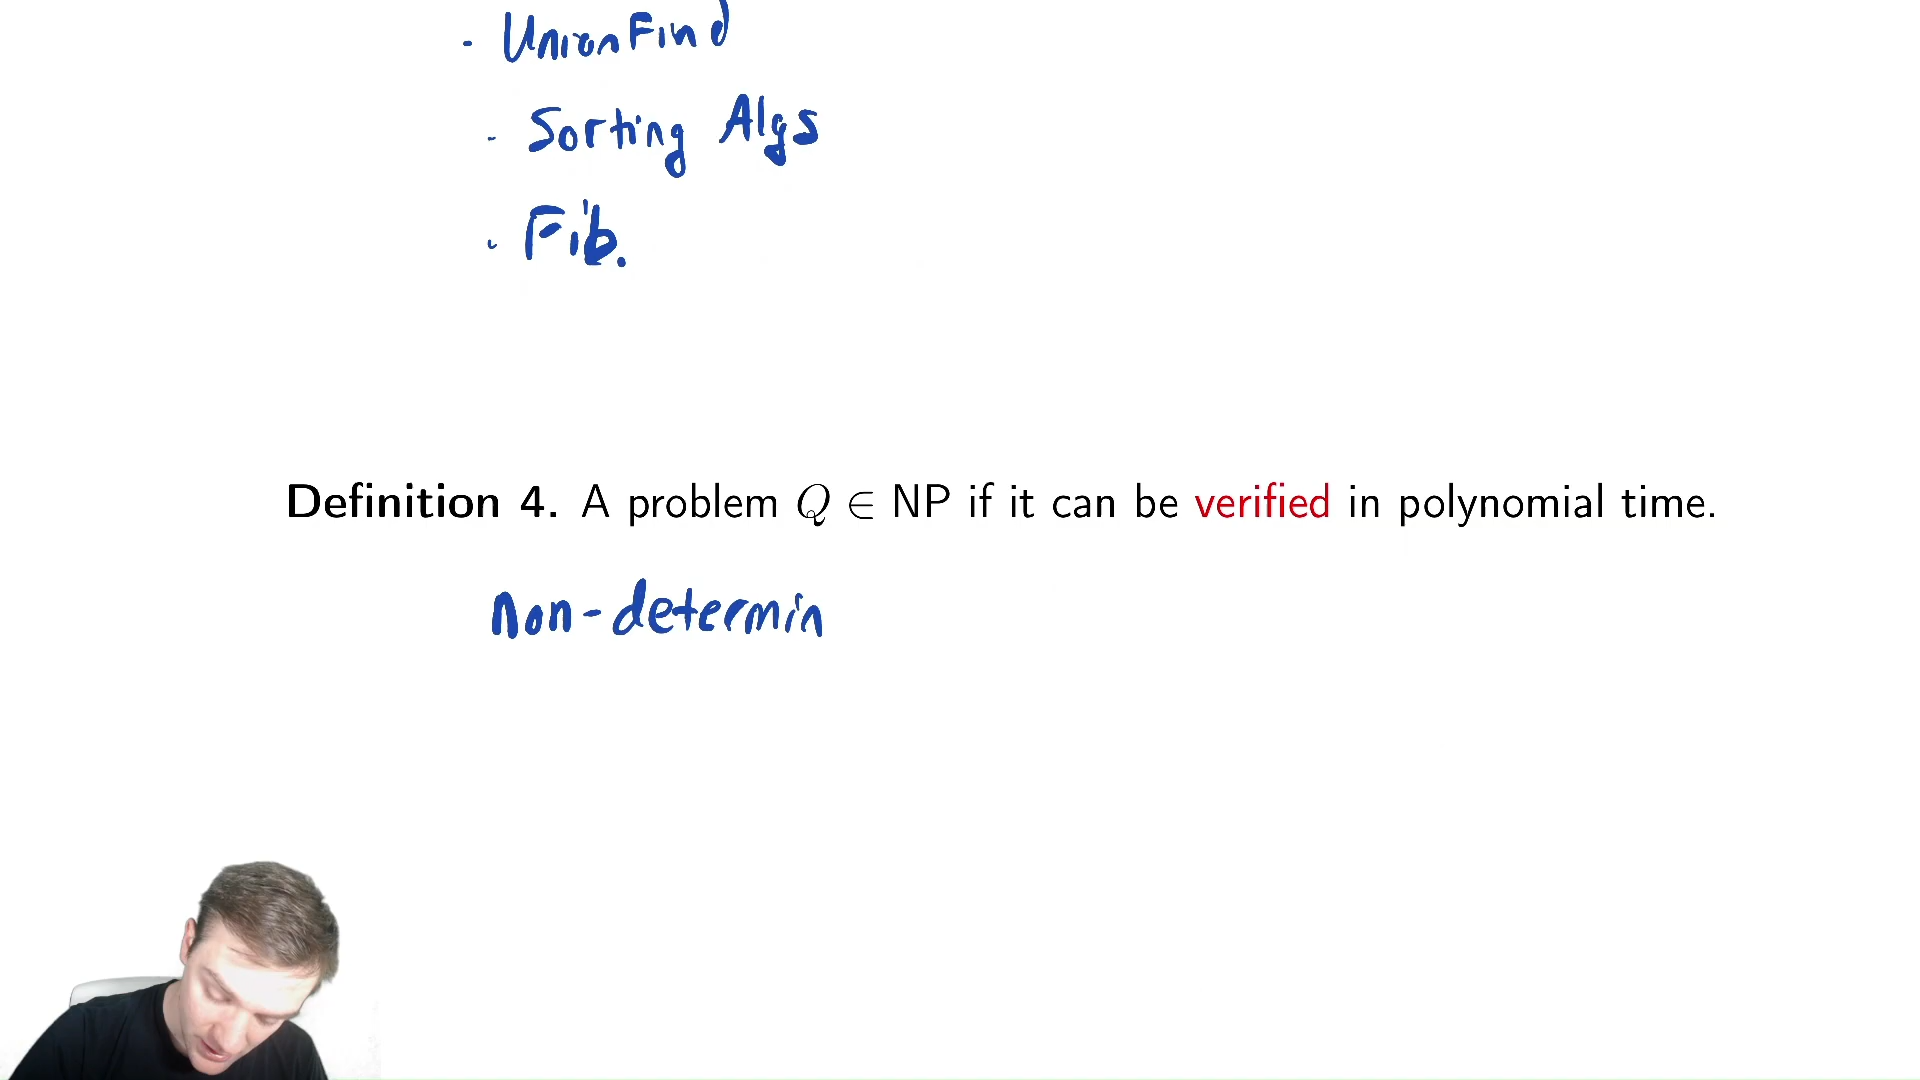 · UnionFind
· Sorting Algs
· Fib.
Definition 4. A problem Q ∈ NP if it can be verified in polynomial time.
non-determin